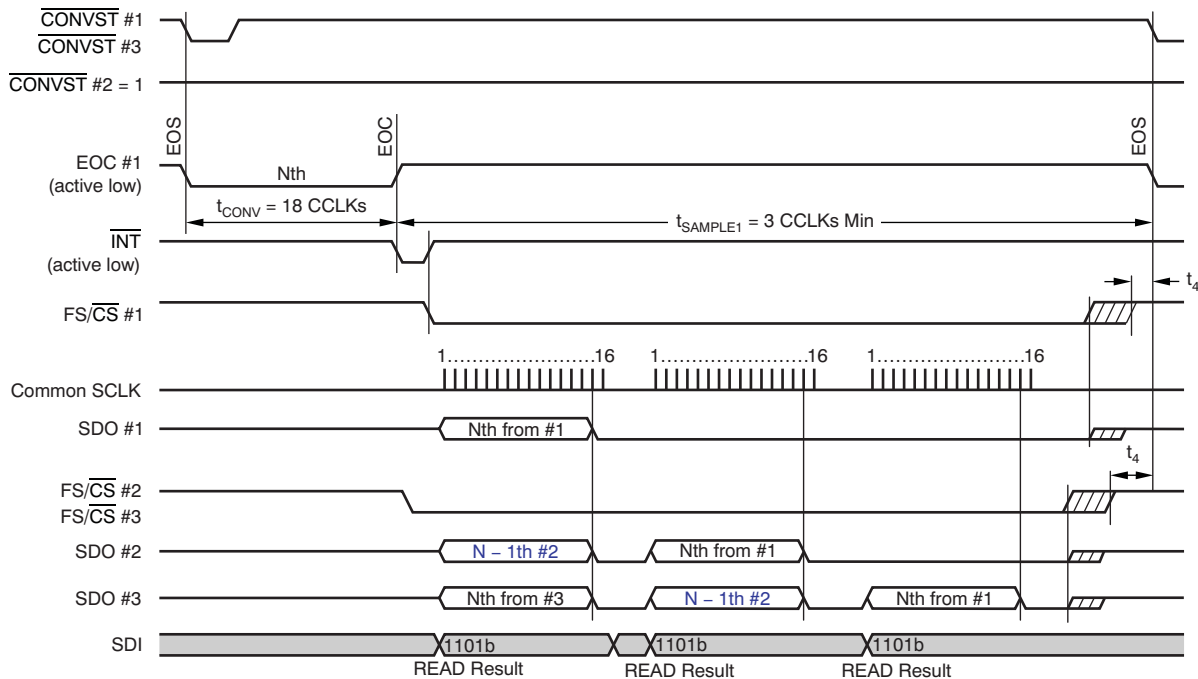 CONVST #1
CONVST #3
CONVST #2 = 1
EOS
EOC
EOS
EOC #1
(active low)
Nth
tCONV = 18 CCLKs
tSAMPLE1 = 3 CCLKs Min
INT
(active low)
t4
FS/CS #1
1.......................16
1.......................16
1.......................16
Common SCLK
SDO #1
Nth from #1
t4
FS/CS #2
FS/CS #3
SDO #2
N – 1th #2
Nth from #1
SDO #3
Nth from #3
N – 1th #2
Nth from #1
SDI
1101b
1101b
1101b
READ Result
READ Result
READ Result